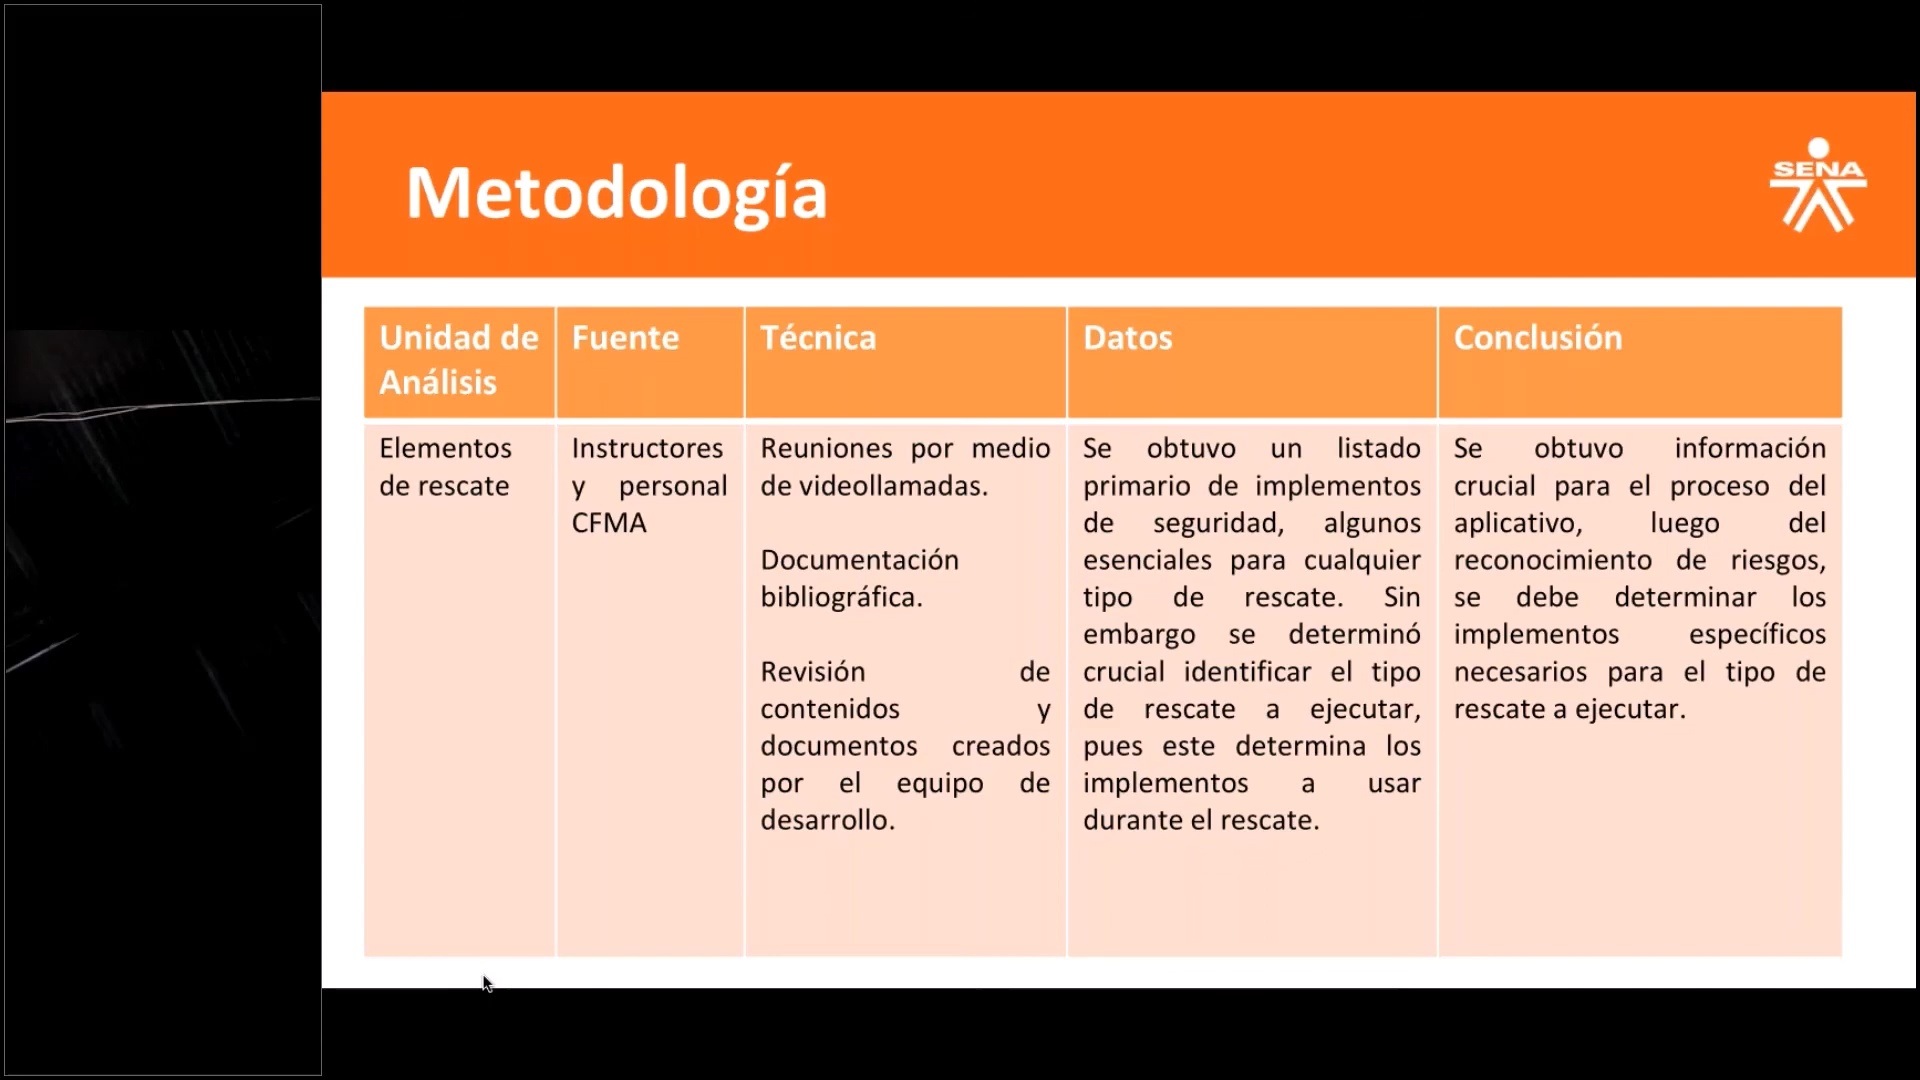 Metodología
SENA
Unidad de
Análisis
Fuente
Técnica
Datos
Conclusión
Elementos
de rescate
Instructores
y personal
CFMA
Reuniones por medio
de videollamadas.
Documentación
bibliográfica.
Revisión de
contenidos y
documentos creados
por el equipo de
desarrollo.
Se obtuvo un listado
primario de implementos
de seguridad, algunos
esenciales para cualquier
tipo de rescate. Sin
embargo se determinó
crucial identificar el tipo
de rescate a ejecutar,
pues este determina los
implementos a usar
durante el rescate.
Se obtuvo información
crucial para el proceso del
aplicativo, luego del
reconocimiento de riesgos,
se debe determinar los
implementos específicos
necesarios para el tipo de
rescate a ejecutar.